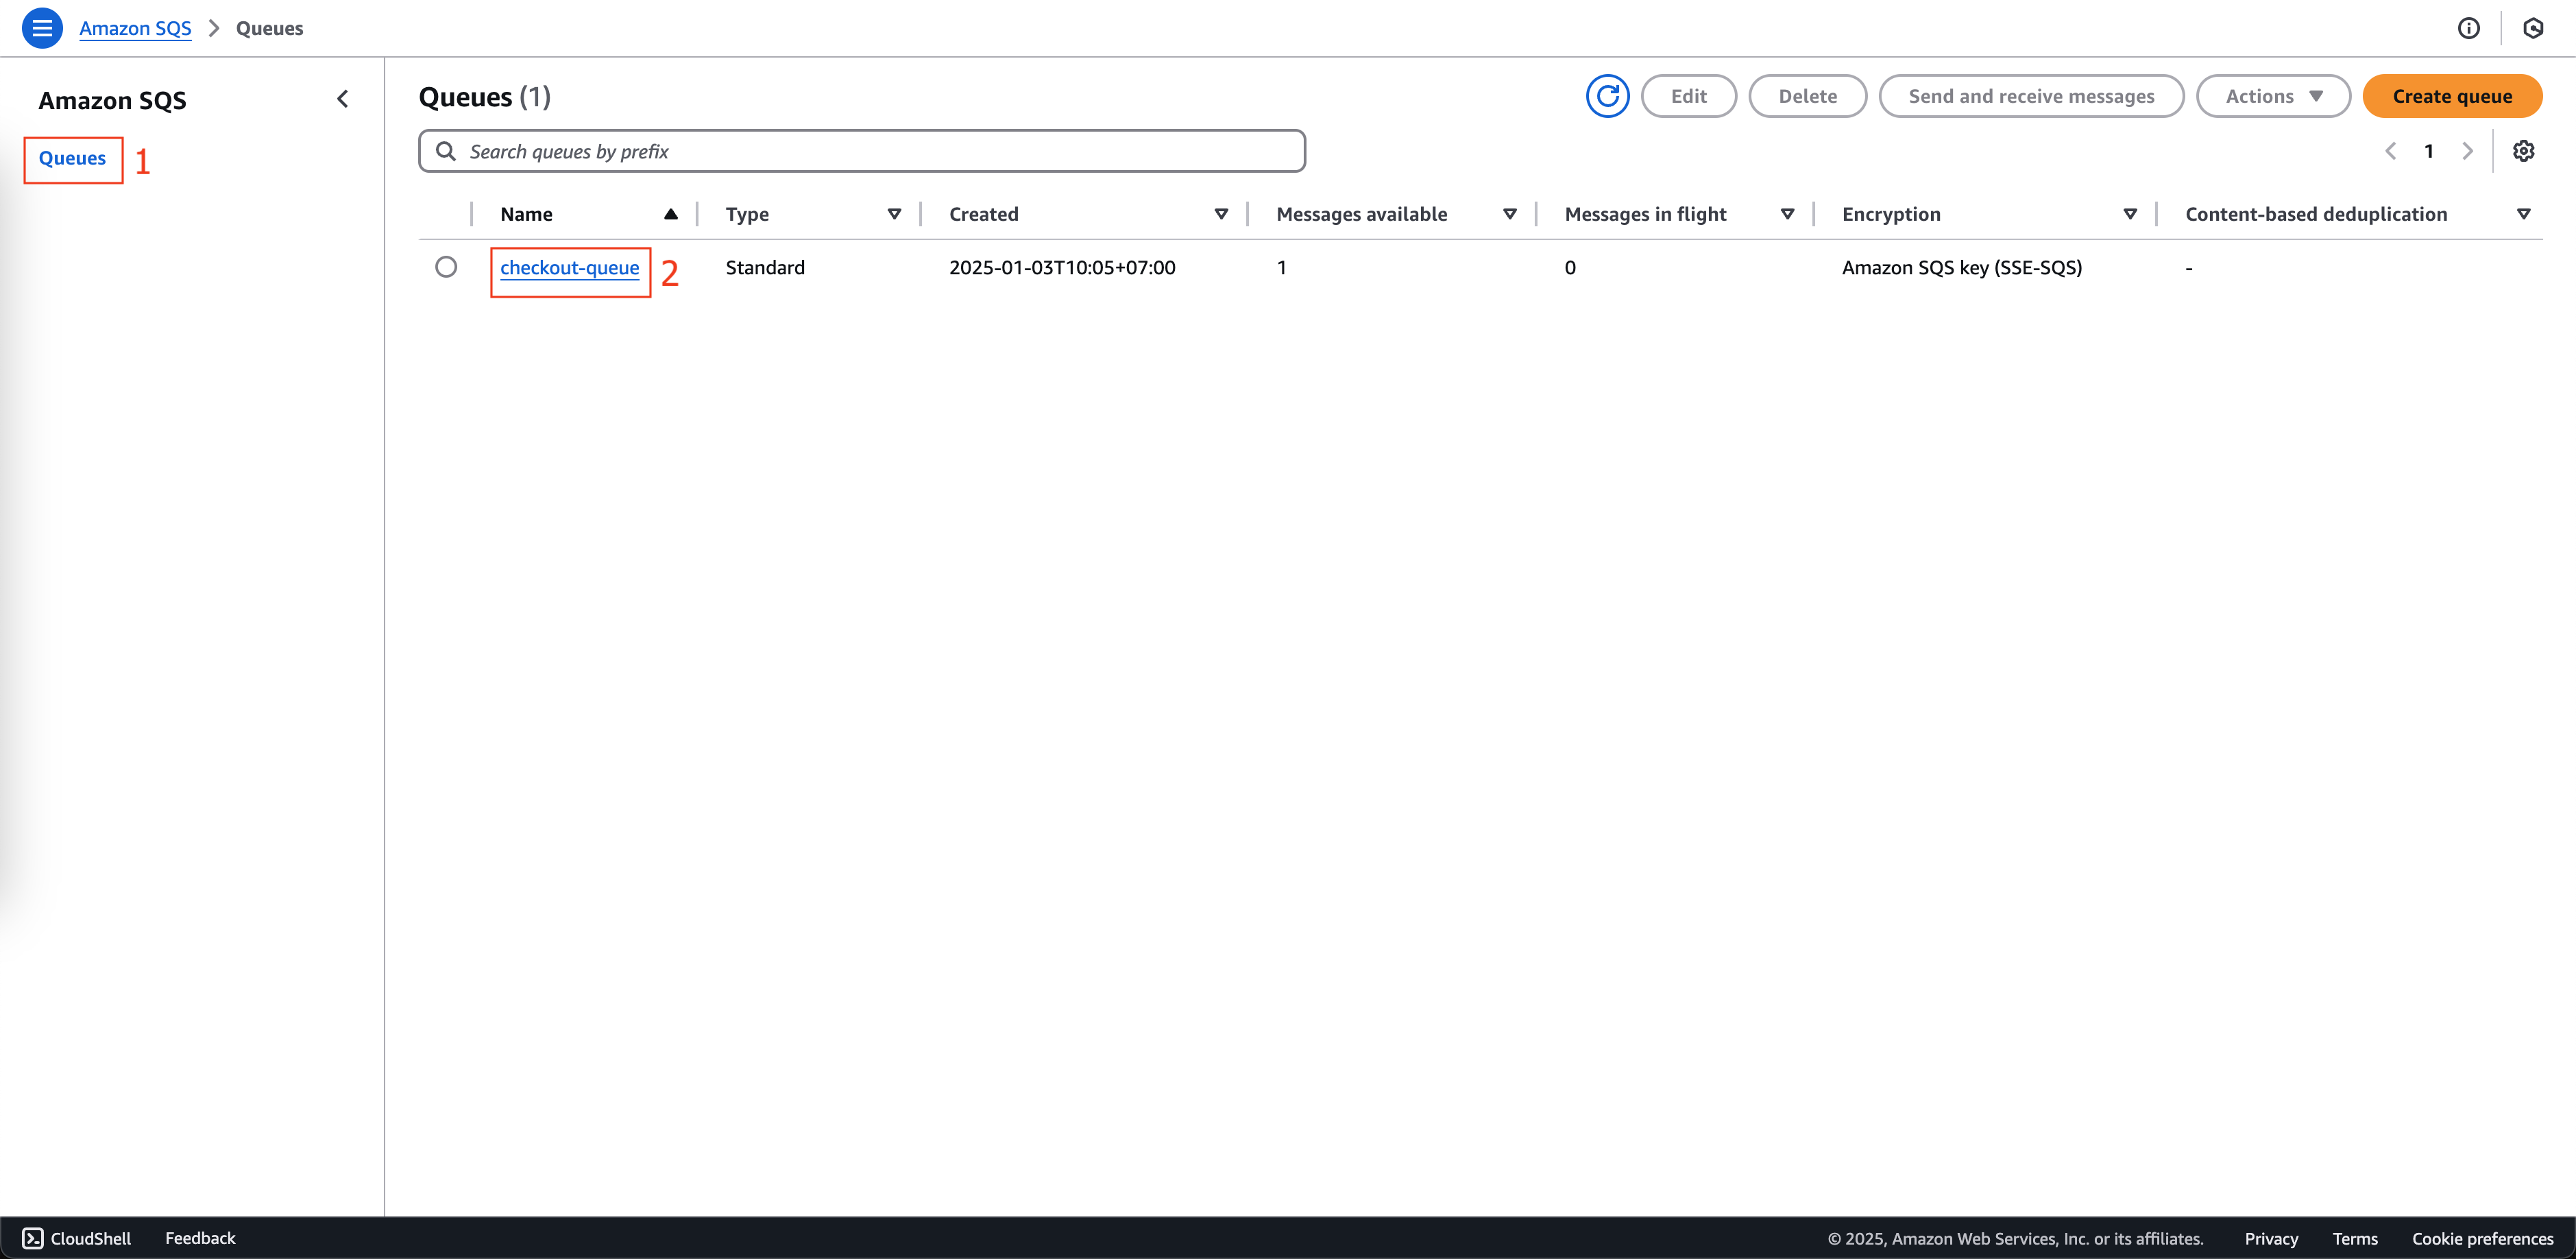 Amazon SQS > Queues
Amazon SQS
Queues 1
Queues (1)
Edit
Delete
Send and receive messages
Actions
Create queue
Search queues by prefix
1
Name Type Created Messages available Messages in flight Encryption Content-based deduplication
checkout-queue 2 Standard 2025-01-03T10:05+07:00 1 0 Amazon SQS key (SSE-SQS) -
CloudShell Feedback © 2025, Amazon Web Services, Inc. or its affiliates. Privacy Terms Cookie preferences